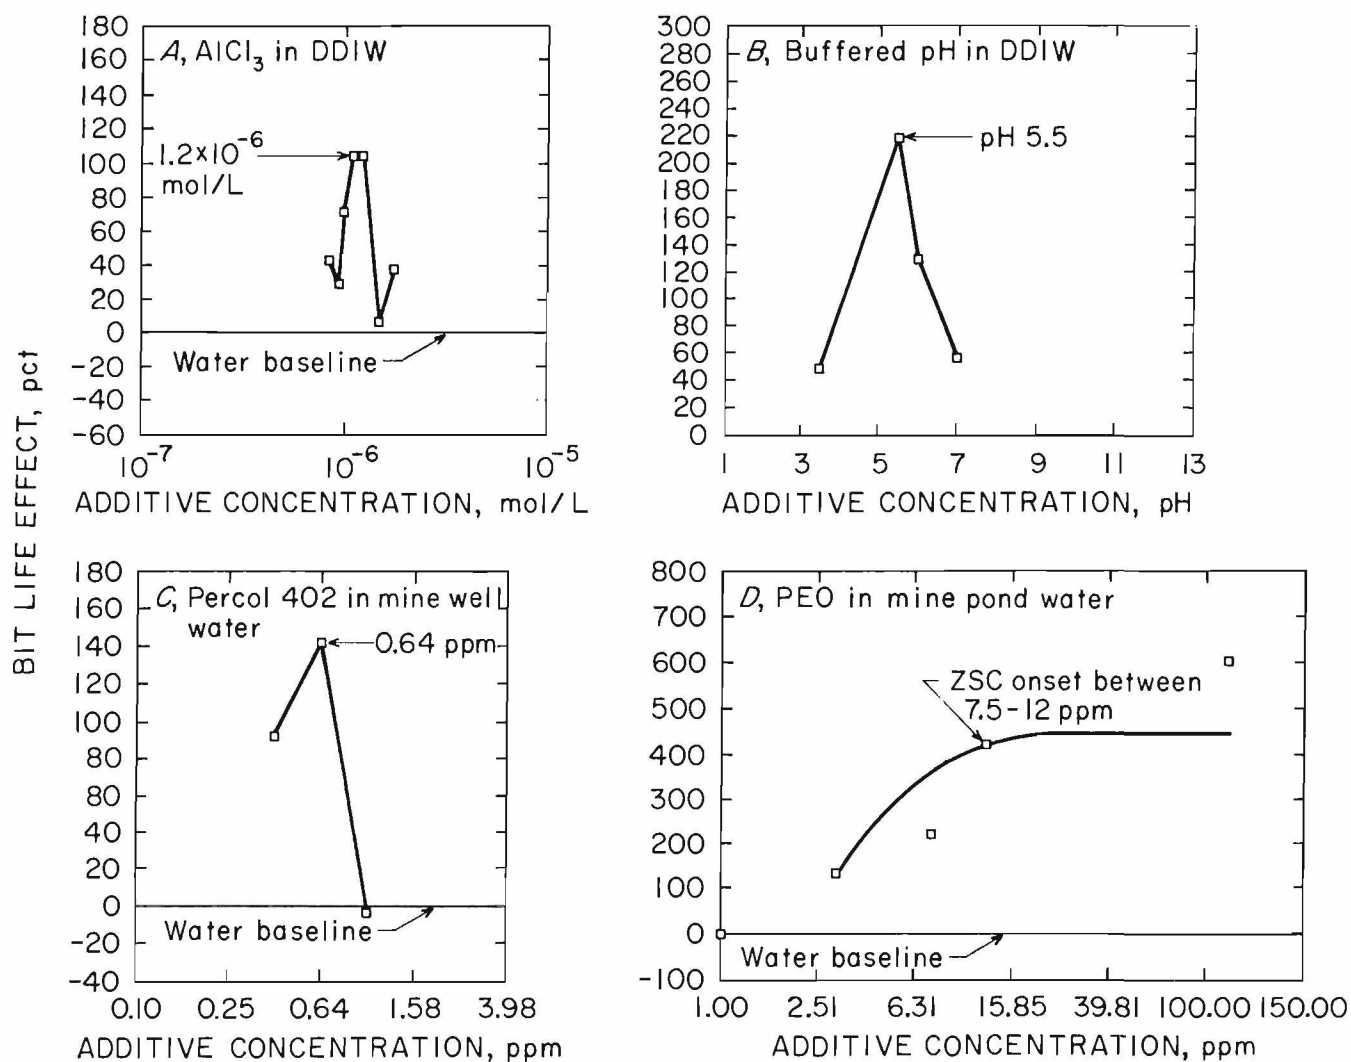 BIT LIFE EFFECT, pct
A, AlCl₃ in DDIW
180
160
140
120
100
80
60
40
20
0
-20
-40
-60
1.2×10⁻⁶
mol/L
Water baseline
10⁻⁷ 10⁻⁶ 10⁻⁵
ADDITIVE CONCENTRATION, mol/L
B, Buffered pH in DDIW
300
280
260
240
220
200
180
160
140
120
100
80
60
40
20
0
pH 5.5
1 3 5 7 9 11 13
ADDITIVE CONCENTRATION, pH
C, Percol 402 in mine well
water
180
160
140
120
100
80
60
40
20
0
-20
-40
0.64 ppm
Water baseline
0.10 0.25 0.64 1.58 3.98
ADDITIVE CONCENTRATION, ppm
D, PEO in mine pond water
800
700
600
500
400
300
200
100
0
-100
ZSC onset between
7.5-12 ppm
Water baseline
1.00 2.51 6.31 15.85 39.81 100.00 150.00
ADDITIVE CONCENTRATION, ppm